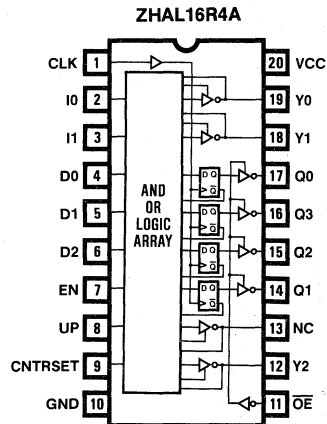 ZHAL16R4A
CLK 1 20 VCC
I0 2 19 Y0
I1 3 18 Y1
D0 4 D Q Q̅ 17 Q0
D1 5 D Q Q̅ 16 Q3
D2 6 D Q Q̅ 15 Q2
EN 7 D Q Q̅ 14 Q1
UP 8 13 NC
CNTRSET 9 12 Y2
GND 10 11 O̅E̅
AND
OR
LOGIC
ARRAY